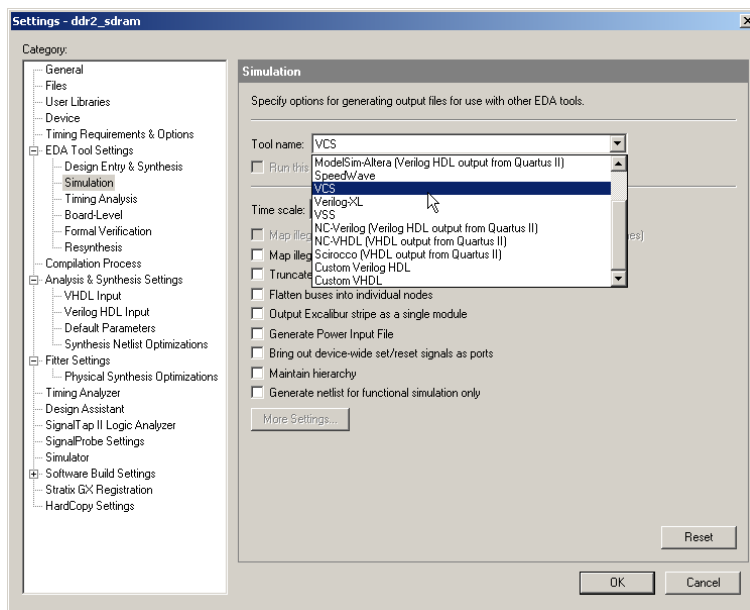 Settings - ddr2_sdram
Category:
General
Files
User Libraries
Device
Timing Requirements & Options
EDA Tool Settings
Design Entry & Synthesis
Simulation
Timing Analysis
Board-Level
Formal Verification
Resynthesis
Compilation Process
Analysis & Synthesis Settings
VHDL Input
Verilog HDL Input
Default Parameters
Synthesis Netlist Optimizations
Fitter Settings
Physical Synthesis Optimizations
Timing Analyzer
Design Assistant
SignalTap II Logic Analyzer
SignalProbe Settings
Simulator
Software Build Settings
Stratix GX Registration
HardCopy Settings
Simulation
Specify options for generating output files for use with other EDA tools.
Tool name: VCS
Run this
ModelSim-Altera (Verilog HDL output from Quartus II)
SpeedWave
VCS
Verilog-XL
VSS
NC-Verilog (Verilog HDL output from Quartus II)
NC-VHDL (VHDL output from Quartus II)
Scirocco (VHDL output from Quartus II)
Custom Verilog HDL
Custom VHDL
Time scale:
Map illeg
Map illeg
Truncate
Flatten buses into individual nodes
Output Excalibur stripe as a single module
Generate Power Input File
Bring out device-wide set/reset signals as ports
Maintain hierarchy
Generate netlist for functional simulation only
More Settings...
Reset
OK
Cancel